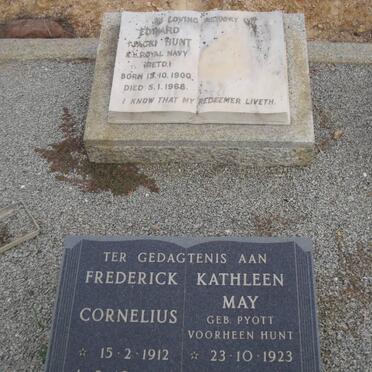 IN LOVING MEMORY OF
EDWARD
(JACK) HUNT
ROYAL NAVY
(RETD.)
BORN 13.10.1900
DIED 5.1.1968.
I KNOW THAT MY REDEEMER LIVETH.
TER GEDAGTENIS AAN
FREDERICK
CORNELIUS
☆ 15-2-1912
KATHLEEN
MAY
GEB. PYOTT
VOORHEEN HUNT
☆ 23-10-1923